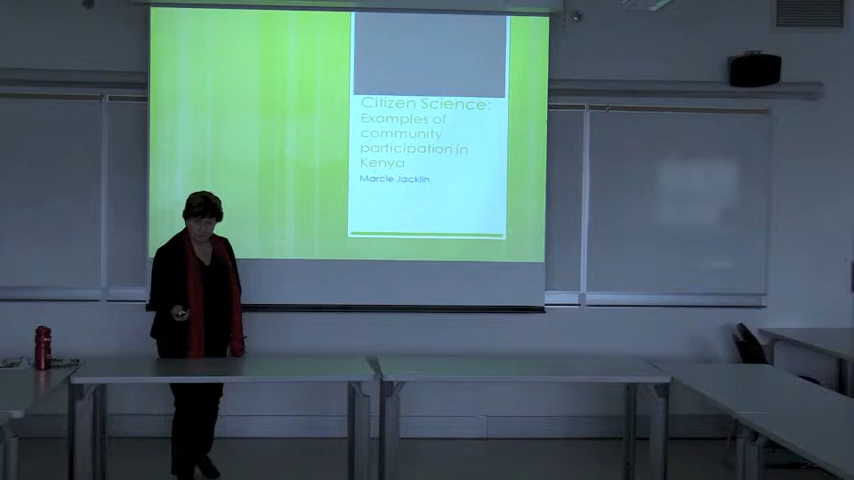 Citizen Science:
Examples of
community
participation in
Kenya
Marcie Jacklin